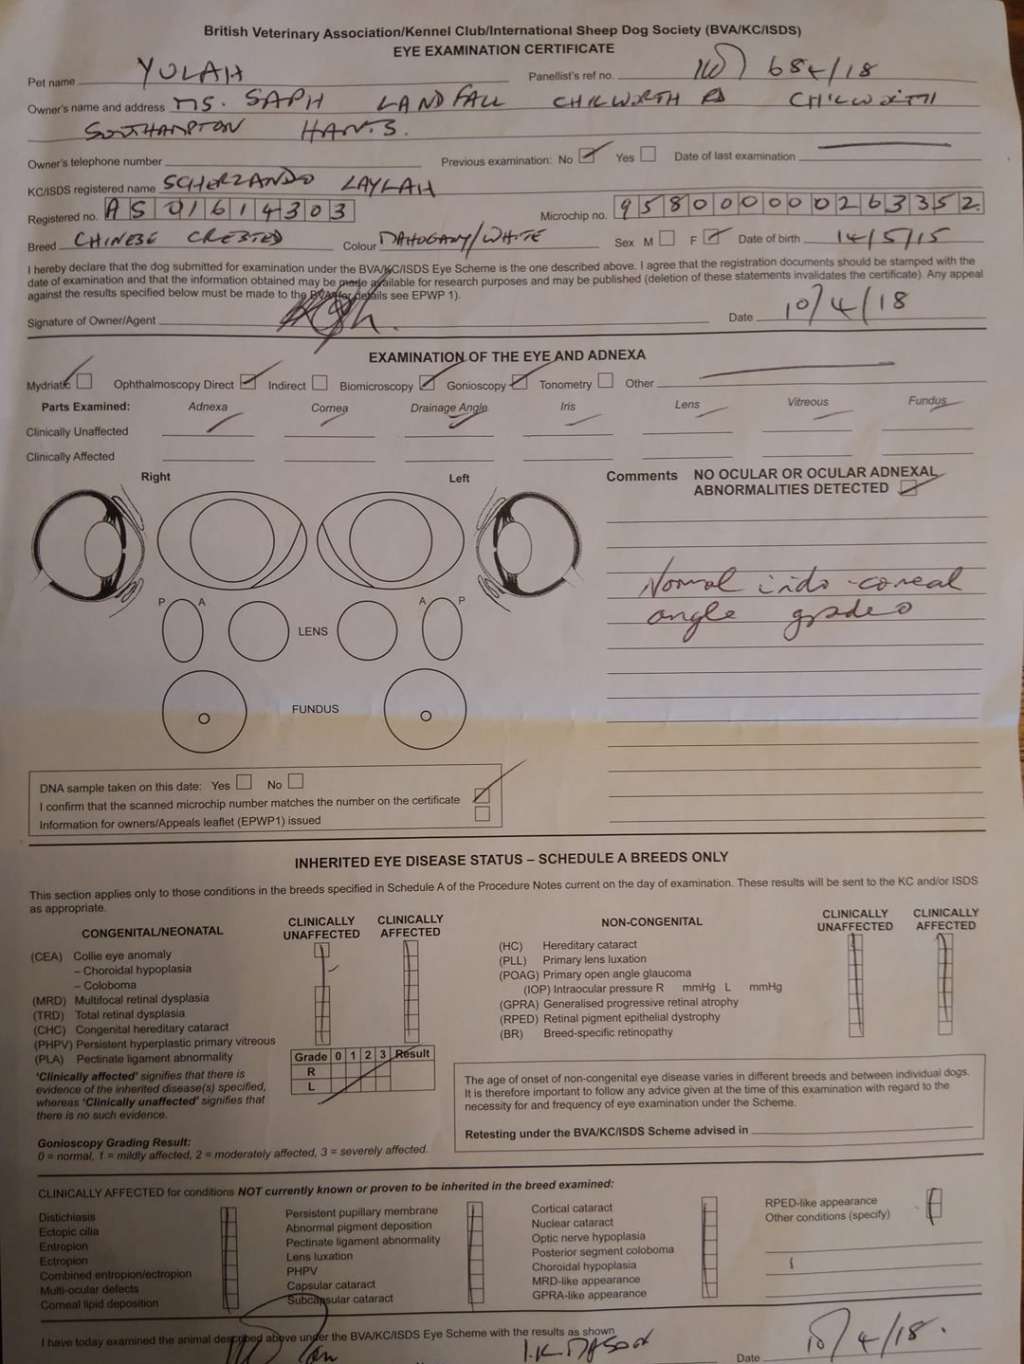 British Veterinary Association/Kennel Club/International Sheep Dog Society (BVA/KC/ISDS)
EYE EXAMINATION CERTIFICATE
Pet name YULAH Panellist's ref no. 684/18
Owner's name and address MS. SAPH LANDFALL CHILWORTH RD CHILWORTH
SOUTHAMPTON HANTS.
Owner's telephone number Previous examination: No Yes Date of last examination
KC/ISDS registered name SCHERZANDO LAYLAH
Registered no. AS01614303 Microchip no. 958000000263352
Breed CHINESE CRESTED Colour MAHOGANY/WHITE Sex M F Date of birth 14/5/15
I hereby declare that the dog submitted for examination under the BVA/KC/ISDS Eye Scheme is the one described above. I agree that the registration documents should be stamped with the
date of examination and that the information obtained may be made available for research purposes and may be published (deletion of these statements invalidates the certificate). Any appeal
against the results specified below must be made to the BVA (for details see EPWP 1).
Signature of Owner/Agent Date 10/4/18
EXAMINATION OF THE EYE AND ADNEXA
Mydriatic Ophthalmoscopy Direct Indirect Biomicroscopy Gonioscopy Tonometry Other
Parts Examined: Adnexa Cornea Drainage Angle Iris Lens Vitreous Fundus
Clinically Unaffected
Clinically Affected
Right Left
Comments NO OCULAR OR OCULAR ADNEXAL
ABNORMALITIES DETECTED
Normal irido-corneal
angle grade 0
P A A P
LENS
FUNDUS
DNA sample taken on this date: Yes No
I confirm that the scanned microchip number matches the number on the certificate
Information for owners/Appeals leaflet (EPWP1) issued
INHERITED EYE DISEASE STATUS – SCHEDULE A BREEDS ONLY
This section applies only to those conditions in the breeds specified in Schedule A of the Procedure Notes current on the day of examination. These results will be sent to the KC and/or ISDS
as appropriate.
CONGENITAL/NEONATAL CLINICALLY UNAFFECTED CLINICALLY AFFECTED
(CEA) Collie eye anomaly
– Choroidal hypoplasia
– Coloboma
(MRD) Multifocal retinal dysplasia
(TRD) Total retinal dysplasia
(CHC) Congenital hereditary cataract
(PHPV) Persistent hyperplastic primary vitreous
(PLA) Pectinate ligament abnormality
Grade 0 1 2 3 Result
R
L
'Clinically affected' signifies that there is
evidence of the inherited disease(s) specified,
whereas 'Clinically unaffected' signifies that
there is no such evidence.
Gonioscopy Grading Result:
0 = normal, 1 = mildly affected, 2 = moderately affected, 3 = severely affected.
NON-CONGENITAL CLINICALLY UNAFFECTED CLINICALLY AFFECTED
(HC) Hereditary cataract
(PLL) Primary lens luxation
(POAG) Primary open angle glaucoma
(IOP) Intraocular pressure R mmHg L mmHg
(GPRA) Generalised progressive retinal atrophy
(RPED) Retinal pigment epithelial dystrophy
(BR) Breed-specific retinopathy
The age of onset of non-congenital eye disease varies in different breeds and between individual dogs.
It is therefore important to follow any advice given at the time of this examination with regard to the
necessity for and frequency of eye examination under the Scheme.
Retesting under the BVA/KC/ISDS Scheme advised in
CLINICALLY AFFECTED for conditions NOT currently known or proven to be inherited in the breed examined:
Distichiasis
Ectopic cilia
Entropion
Ectropion
Combined entropion/ectropion
Multi-ocular defects
Corneal lipid deposition
Persistent pupillary membrane
Abnormal pigment deposition
Pectinate ligament abnormality
Lens luxation
PHPV
Capsular cataract
Subcapsular cataract
Cortical cataract
Nuclear cataract
Optic nerve hypoplasia
Posterior segment coloboma
Choroidal hypoplasia
MRD-like appearance
GPRA-like appearance
RPED-like appearance
Other conditions (specify)
I have today examined the animal described above under the BVA/KC/ISDS Eye Scheme with the results as shown
I.K MASON Date 10/4/18.